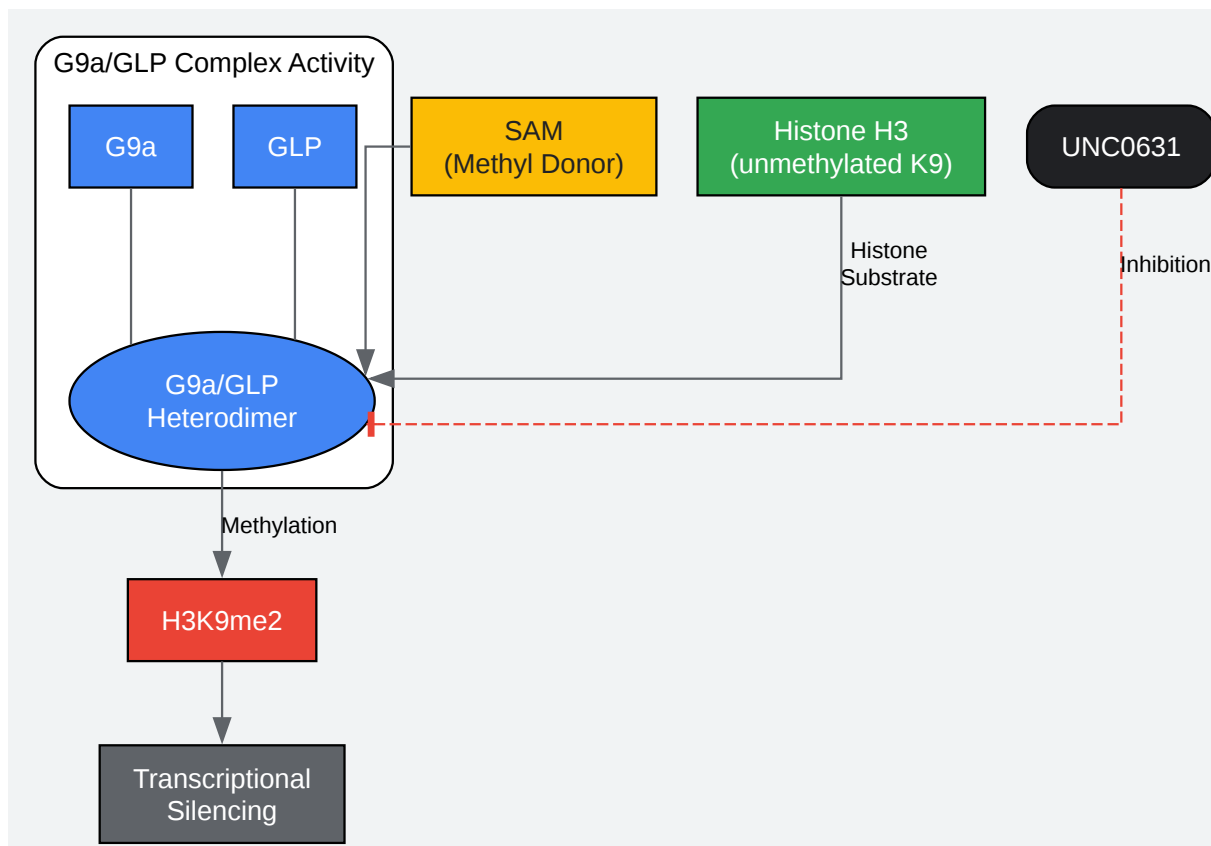 G9a/GLP Complex Activity
G9a
GLP
SAM
(Methyl Donor)
Histone H3
(unmethylated K9)
UNC0631
Histone
Substrate
Inhibition
G9a/GLP
Heterodimer
Methylation
H3K9me2
Transcriptional
Silencing